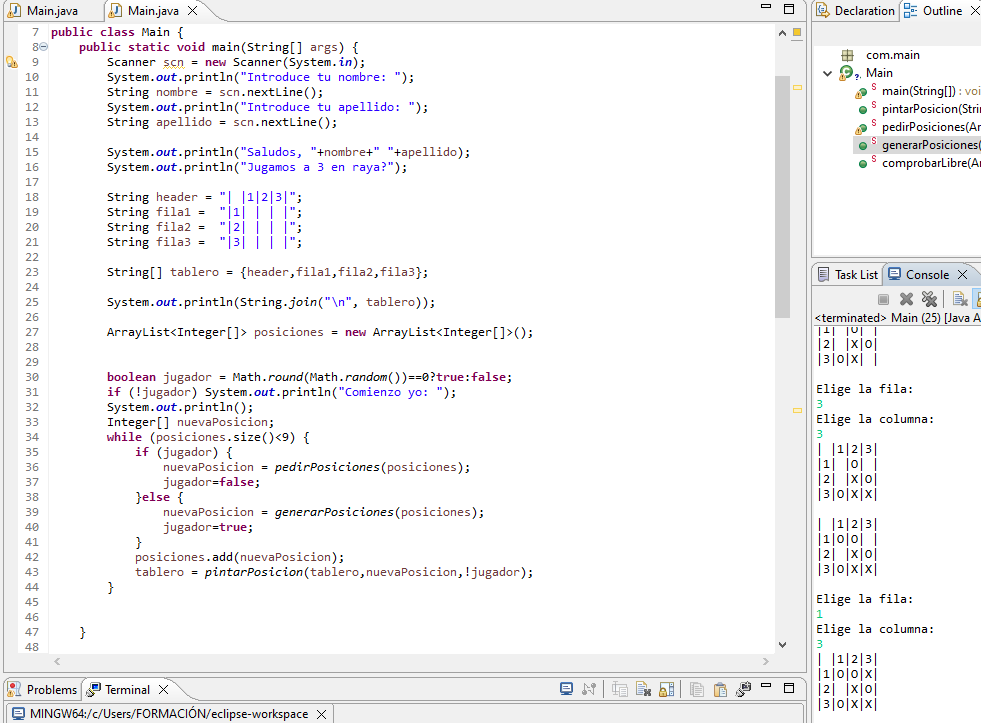 Main.java
Main.java
Declaration
Outline
7 public class Main {
8 public static void main(String[] args) {
9 Scanner scn = new Scanner(System.in);
10 System.out.println("Introduce tu nombre: ");
11 String nombre = scn.nextLine();
12 System.out.println("Introduce tu apellido: ");
13 String apellido = scn.nextLine();
14
15 System.out.println("Saludos, "+nombre+" "+apellido);
16 System.out.println("Jugamos a 3 en raya?");
17
18 String header = "| |1|2|3|";
19 String fila1 =  "|1| | | |";
20 String fila2 =  "|2| | | |";
21 String fila3 =  "|3| | | |";
22
23 String[] tablero = {header,fila1,fila2,fila3};
24
25 System.out.println(String.join("\n", tablero));
26
27 ArrayList<Integer[]> posiciones = new ArrayList<Integer[]>();
28
29
30 boolean jugador = Math.round(Math.random())==0?true:false;
31 if (!jugador) System.out.println("Comienzo yo: ");
32 System.out.println();
33 Integer[] nuevaPosicion;
34 while (posiciones.size()<9) {
35 if (jugador) {
36 nuevaPosicion = pedirPosiciones(posiciones);
37 jugador=false;
38 }else {
39 nuevaPosicion = generarPosiciones(posiciones);
40 jugador=true;
41 }
42 posiciones.add(nuevaPosicion);
43 tablero = pintarPosicion(tablero,nuevaPosicion,!jugador);
44 }
45
46
47 }
48
com.main
Main
main(String[]) : voi
pintarPosicion(Strin
pedirPosiciones(Ar
generarPosiciones(
comprobarLibre(Ar
Task List
Console
<terminated> Main (25) [Java A
|1| |O| |
|2| |X|O|
|3|O|X| |
Elige la fila:
3
Elige la columna:
3
| |1|2|3|
|1| |O| |
|2| |X|O|
|3|O|X|X|
| |1|2|3|
|1|O|O| |
|2| |X|O|
|3|O|X|X|
Elige la fila:
1
Elige la columna:
3
| |1|2|3|
|1|O|O|X|
|2| |X|O|
|3|O|X|X|
Problems
Terminal
MINGW64:/c/Users/FORMACIÓN/eclipse-workspace